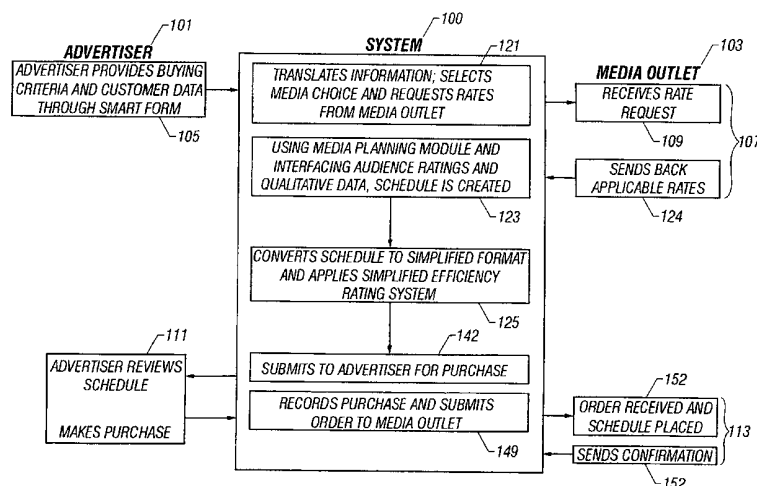 101
ADVERTISER
ADVERTISER PROVIDES BUYING
CRITERIA AND CUSTOMER DATA
THROUGH SMART FORM
105
100
SYSTEM
121
TRANSLATES INFORMATION; SELECTS
MEDIA CHOICE AND REQUESTS RATES
FROM MEDIA OUTLET
USING MEDIA PLANNING MODULE AND
INTERFACING AUDIENCE RATINGS AND
QUALITATIVE DATA, SCHEDULE IS CREATED
123
CONVERTS SCHEDULE TO SIMPLIFIED FORMAT
AND APPLIES SIMPLIFIED EFFICIENCY
RATING SYSTEM
125
142
SUBMITS TO ADVERTISER FOR PURCHASE
RECORDS PURCHASE AND SUBMITS
ORDER TO MEDIA OUTLET
149
103
MEDIA OUTLET
RECEIVES RATE
REQUEST
109
107
SENDS BACK
APPLICABLE RATES
124
111
ADVERTISER REVIEWS
SCHEDULE
MAKES PURCHASE
152
ORDER RECEIVED AND
SCHEDULE PLACED
113
SENDS CONFIRMATION
152